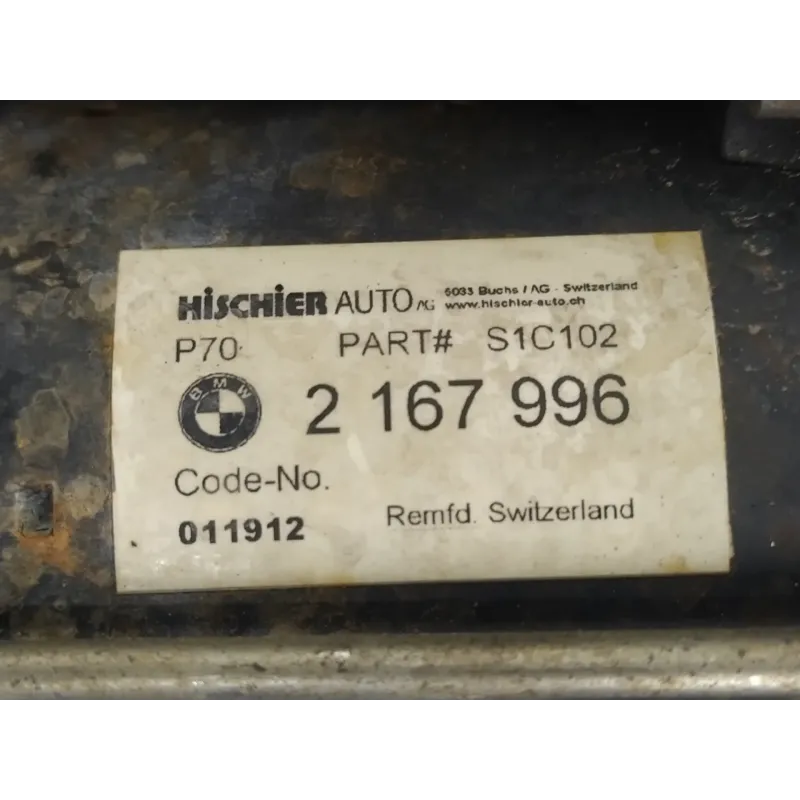 HiSCHiER AUTO AG 5033 Buchs / AG - Switzerland
www.hischier-auto.ch
P70 PART# S1C102
BMW
2 167 996
Code-No.
011912 Remfd. Switzerland